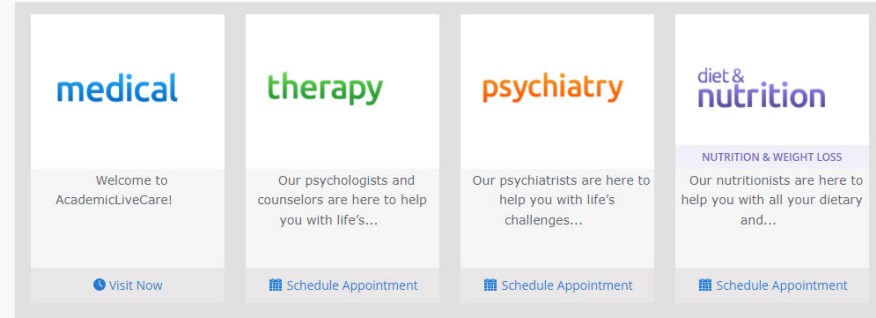 medical
Welcome to
AcademicLiveCare!
Visit Now
therapy
Our psychologists and
counselors are here to help
you with life's...
Schedule Appointment
psychiatry
Our psychiatrists are here to
help you with life's
challenges...
Schedule Appointment
diet &
nutrition
NUTRITION & WEIGHT LOSS
Our nutritionists are here to
help you with all your dietary
and...
Schedule Appointment